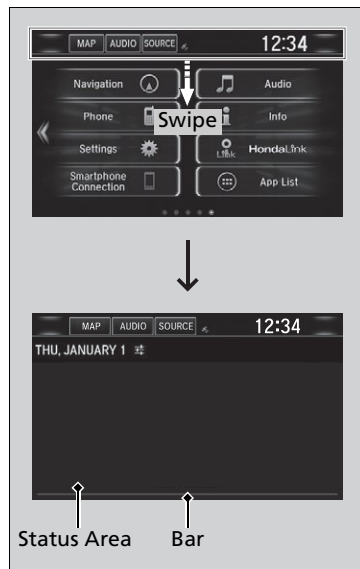 MAP AUDIO SOURCE 12:34
Navigation Audio
Phone Info
Swipe
Settings Link HondaLink
Smartphone
Connection App List
MAP AUDIO SOURCE 12:34
THU, JANUARY 1
Status Area Bar